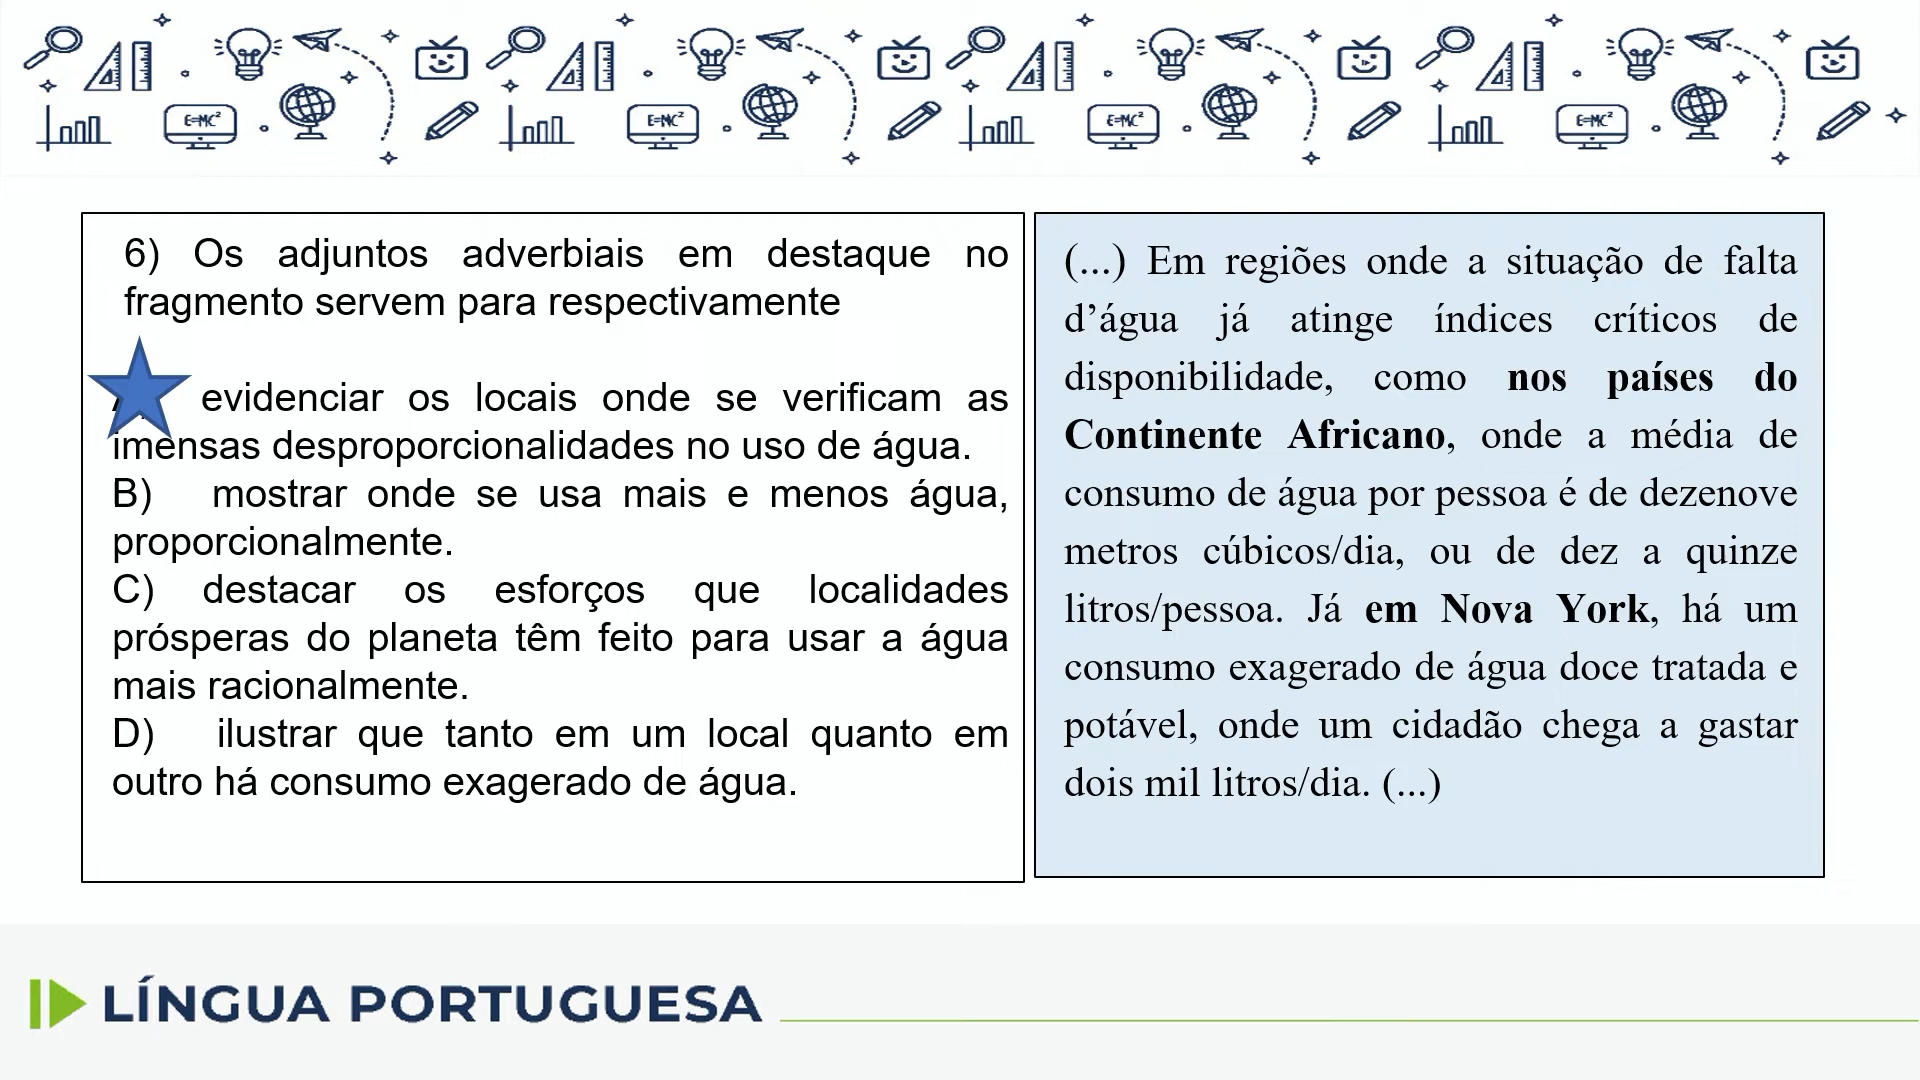 E=MC²
E=MC²
E=MC²
E=MC²
6) Os adjuntos adverbiais em destaque no
fragmento servem para respectivamente
evidenciar os locais onde se verificam as
imensas desproporcionalidades no uso de água.
B) mostrar onde se usa mais e menos água,
proporcionalmente.
C) destacar os esforços que localidades
prósperas do planeta têm feito para usar a água
mais racionalmente.
D) ilustrar que tanto em um local quanto em
outro há consumo exagerado de água.
(...) Em regiões onde a situação de falta
d’água já atinge índices críticos de
disponibilidade, como nos países do
Continente Africano, onde a média de
consumo de água por pessoa é de dezenove
metros cúbicos/dia, ou de dez a quinze
litros/pessoa. Já em Nova York, há um
consumo exagerado de água doce tratada e
potável, onde um cidadão chega a gastar
dois mil litros/dia. (...)
LÍNGUA PORTUGUESA